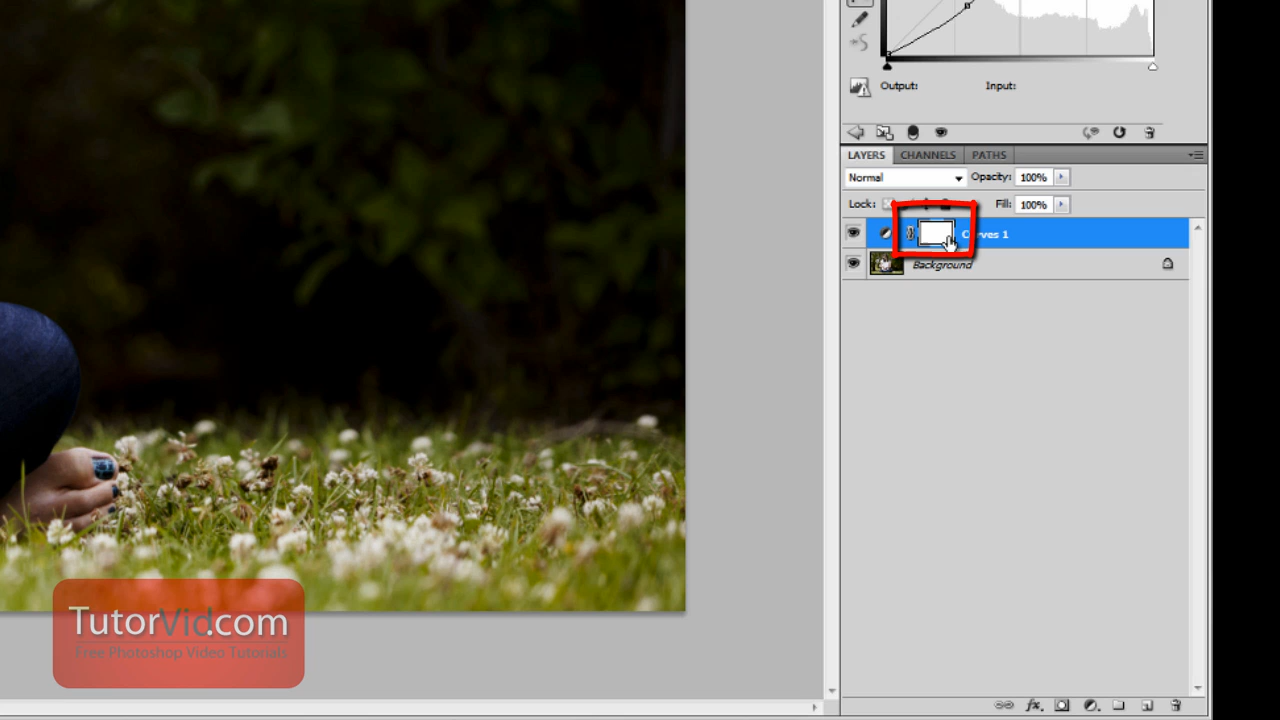 Output: Input:
LAYERS CHANNELS PATHS
Normal Opacity: 100%
Lock: Fill: 100%
Curves 1
Background
TutorVid.com
Free Photoshop Video Tutorials